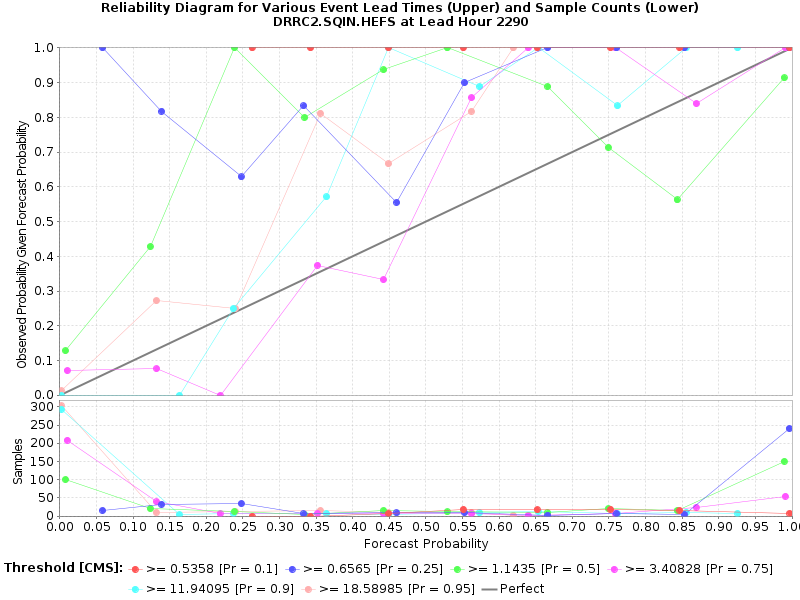 Reliability Diagram for Various Event Lead Times (Upper) and Sample Counts (Lower)
DRRC2.SQIN.HEFS at Lead Hour 2290
Observed Probability Given Forecast Probability
1.0
0.9
0.8
0.7
0.6
0.5
0.4
0.3
0.2
0.1
0.0
Samples
300
250
200
150
100
50
0
0.00 0.05 0.10 0.15 0.20 0.25 0.30 0.35 0.40 0.45 0.50 0.55 0.60 0.65 0.70 0.75 0.80 0.85 0.90 0.95 1.0
Forecast Probability
Threshold [CMS]: >= 0.5358 [Pr = 0.1] >= 0.6565 [Pr = 0.25] >= 1.1435 [Pr = 0.5] >= 3.40828 [Pr = 0.75]
>= 11.94095 [Pr = 0.9] >= 18.58985 [Pr = 0.95] Perfect